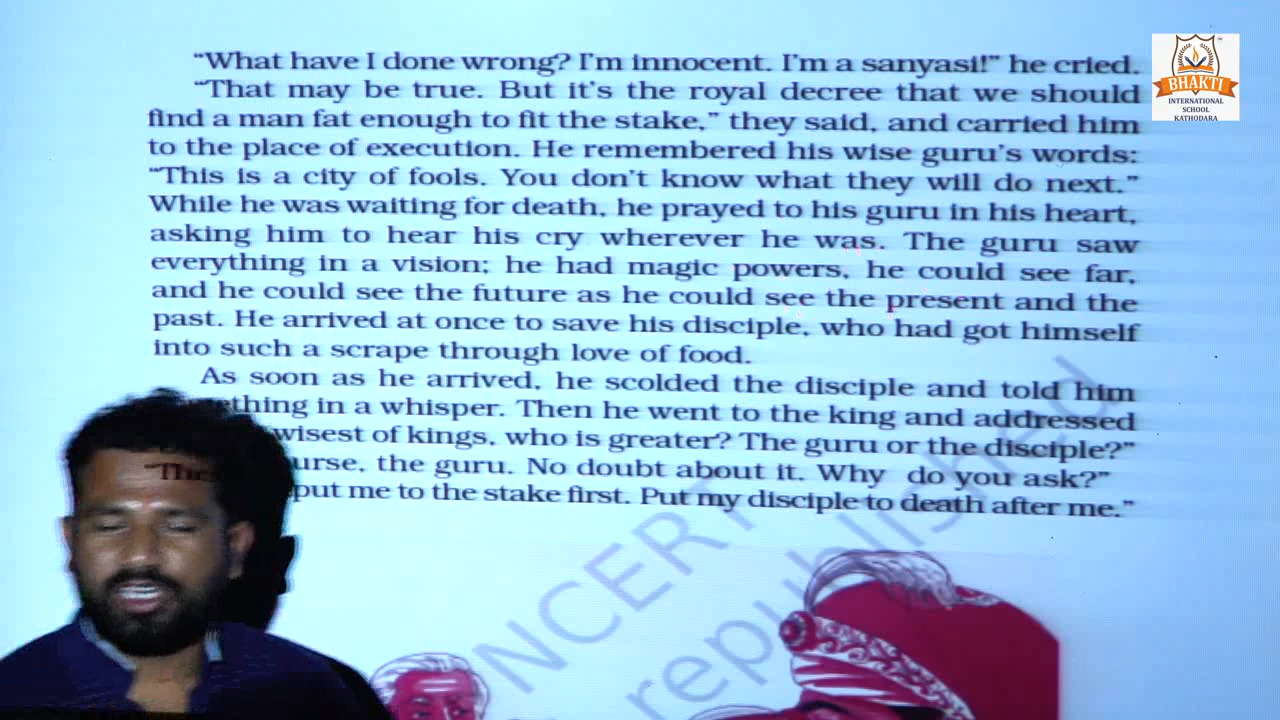 “What have I done wrong? I’m innocent. I’m a sanyasi!” he cried.
“That may be true. But it’s the royal decree that we should
find a man fat enough to fit the stake,” they said, and carried him
to the place of execution. He remembered his wise guru’s words:
“This is a city of fools. You don’t know what they will do next.”
While he was waiting for death, he prayed to his guru in his heart,
asking him to hear his cry wherever he was. The guru saw
everything in a vision; he had magic powers, he could see far,
and he could see the future as he could see the present and the
past. He arrived at once to save his disciple, who had got himself
into such a scrape through love of food.
As soon as he arrived, he scolded the disciple and told him
thing in a whisper. Then he went to the king and addressed
wisest of kings, who is greater? The guru or the disciple?”
urse, the guru. No doubt about it. Why do you ask?”
put me to the stake first. Put my disciple to death after me.”
NCERT
republished
BHAKTI
INTERNATIONAL
SCHOOL
KATHODARA